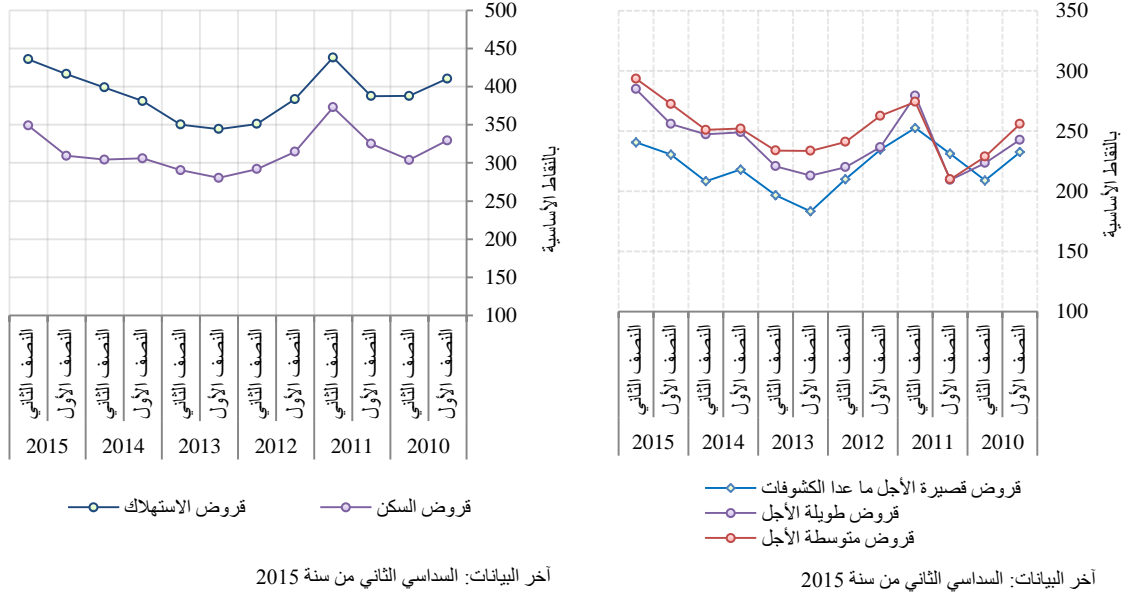 350
300
250
200
150
100
بالنقاط الأساسية
النصف الأول
النصف الثاني
النصف الأول
النصف الثاني
النصف الأول
النصف الثاني
النصف الأول
النصف الثاني
النصف الأول
النصف الثاني
النصف الأول
النصف الثاني
2010
2011
2012
2013
2014
2015
قروض قصيرة الأجل ما عدا الكشوفات
قروض طويلة الأجل
قروض متوسطة الأجل
آخر البيانات: السداسي الثاني من سنة 2015
500
450
400
350
300
250
200
150
100
بالنقاط الأساسية
النصف الأول
النصف الثاني
النصف الأول
النصف الثاني
النصف الأول
النصف الثاني
النصف الأول
النصف الثاني
النصف الأول
النصف الثاني
النصف الأول
النصف الثاني
2010
2011
2012
2013
2014
2015
قروض السكن
قروض الاستهلاك
آخر البيانات: السداسي الثاني من سنة 2015